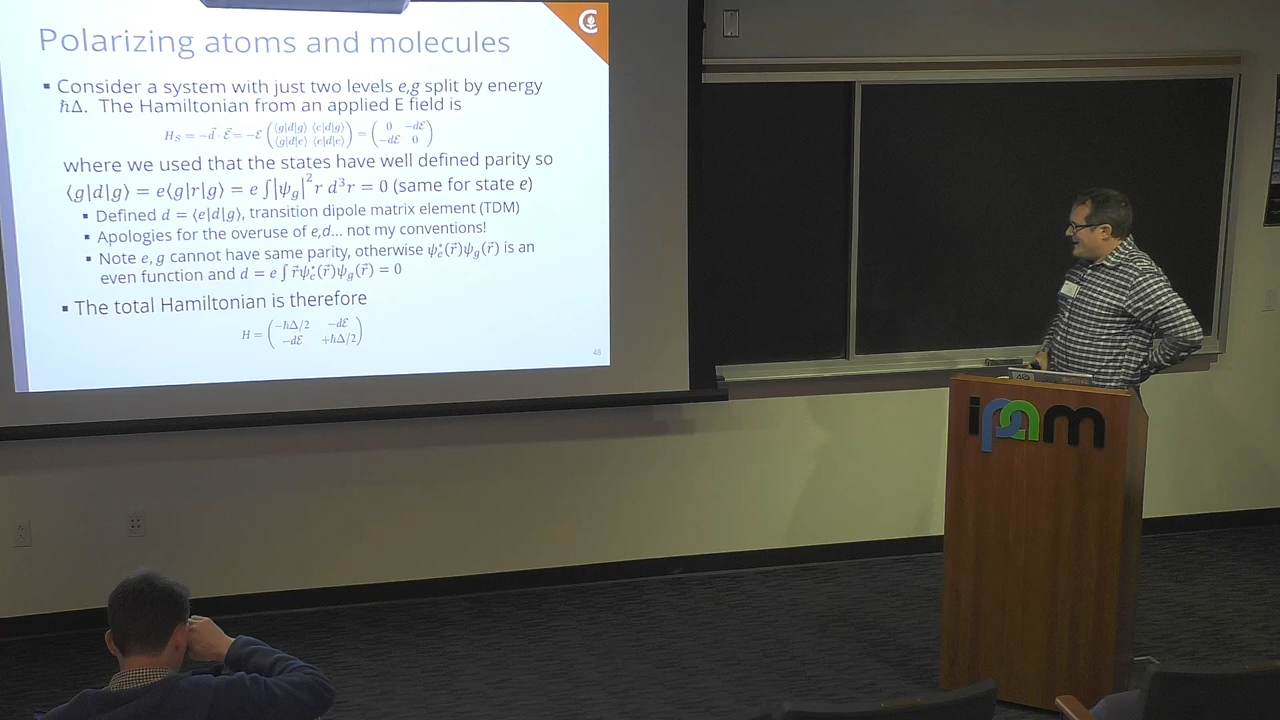 Polarizing atoms and molecules
▪ Consider a system with just two levels e,g split by energy
ℏΔ. The Hamiltonian from an applied E field is
H_S = −d⃗ · ℰ⃗ = −ℰ (⟨g|d|g⟩ ⟨e|d|g⟩ ; ⟨g|d|e⟩ ⟨e|d|e⟩) = (0 −dℰ ; −dℰ 0)
where we used that the states have well defined parity so
⟨g|d|g⟩ = e⟨g|r|g⟩ = e ∫|ψ_g|² r d³r = 0 (same for state e)
▪ Defined d = ⟨e|d|g⟩, transition dipole matrix element (TDM)
▪ Apologies for the overuse of e,d... not my conventions!
▪ Note e, g cannot have same parity, otherwise ψ*_e(r⃗)ψ_g(r⃗) is an
even function and d = e ∫ r⃗ψ*_e(r⃗)ψ_g(r⃗) = 0
▪ The total Hamiltonian is therefore
H = (−ℏΔ/2 −dℰ ; −dℰ +ℏΔ/2)
48
ipam